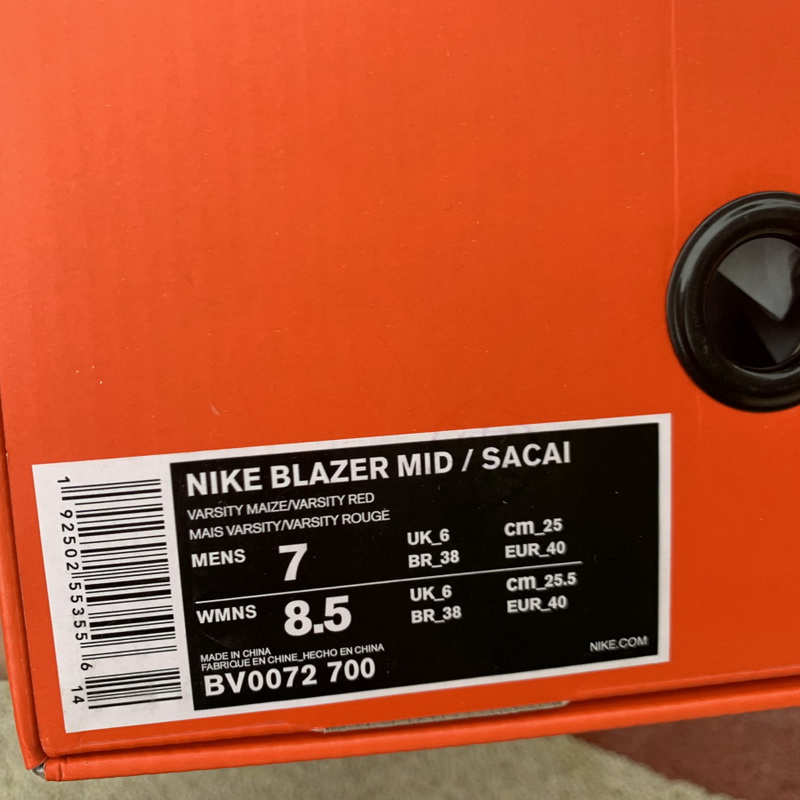 NIKE BLAZER MID / SACAI
VARSITY MAIZE/VARSITY RED
MAIS VARSITY/VARSITY ROUGE
MENS 7 UK_6 cm_25
BR_38 EUR_40
WMNS 8.5 UK_6 cm_25.5
BR_38 EUR_40
MADE IN CHINA
FABRIQUE EN CHINE_HECHO EN CHINA
BV0072 700
NIKE.COM
1 92502 55355 6 14